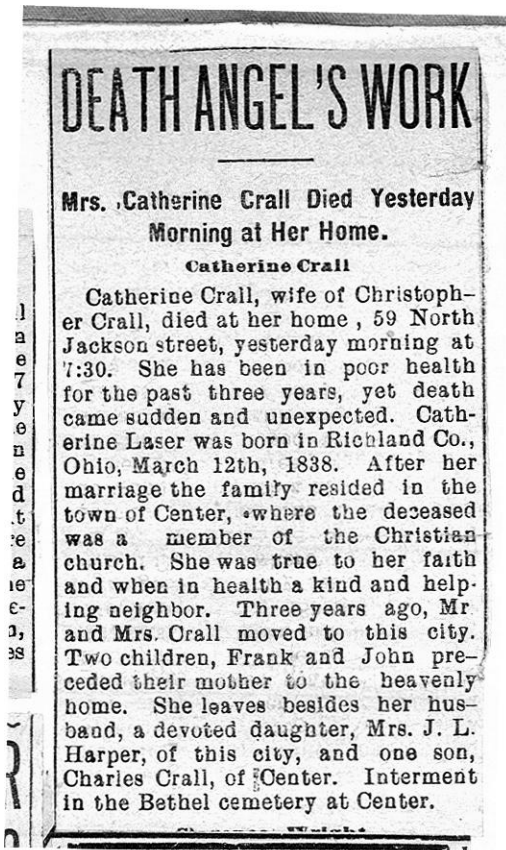 DEATH ANGEL'S WORK
Mrs. Catherine Crall Died Yesterday
Morning at Her Home.
Catherine Crall
Catherine Crall, wife of Christoph-
er Crall, died at her home , 59 North
Jackson street, yesterday morning at
7:30. She has been in poor health
for the past three years, yet death
came sudden and unexpected. Cath-
erine Laser was born in Richland Co.,
Ohio, March 12th, 1838. After her
marriage the family resided in the
town of Center, where the deceased
was a member of the Christian
church. She was true to her faith
and when in health a kind and help-
ing neighbor. Three years ago, Mr
and Mrs. Crall moved to this city.
Two children, Frank and John pre-
ceded their mother to the heavenly
home. She leaves besides her hus-
band, a devoted daughter, Mrs. J. L.
Harper, of this city, and one son,
Charles Crall, of Center. Interment
in the Bethel cemetery at Center.